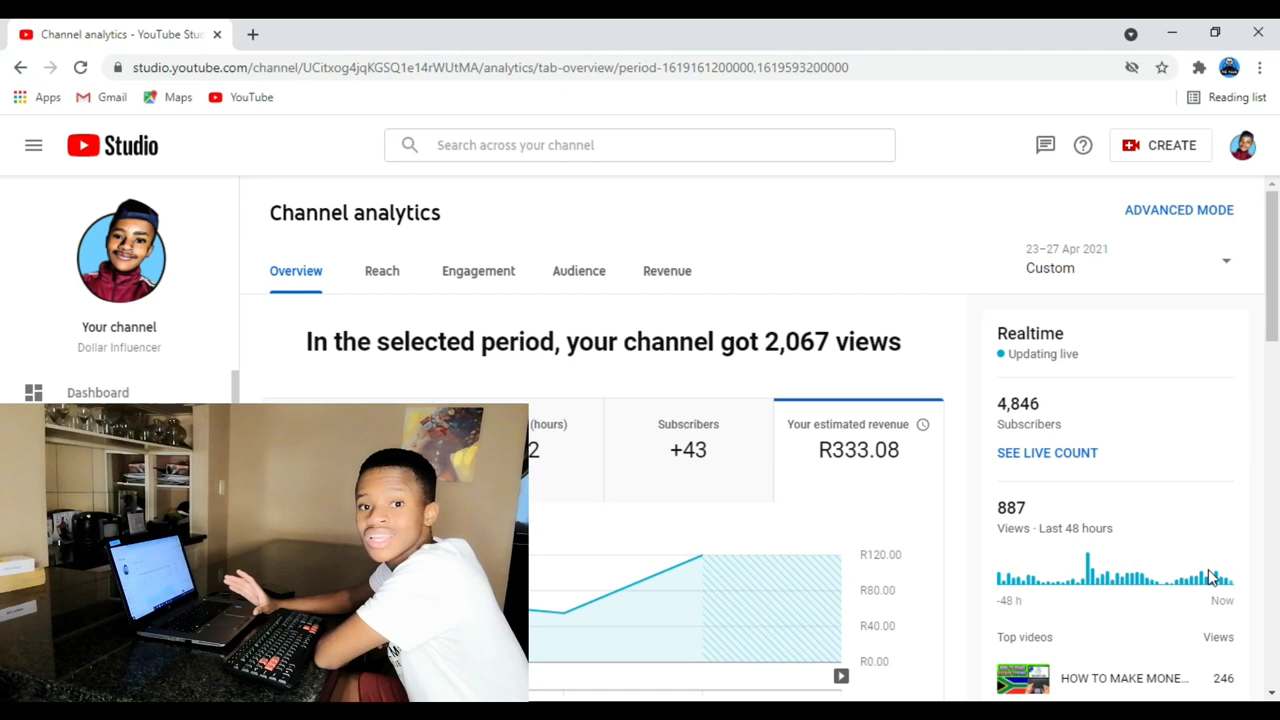 Channel analytics - YouTube Stu
studio.youtube.com/channel/UCitxog4jqKGSQ1e14rWUtMA/analytics/tab-overview/period-1619161200000,1619593200000
Apps Gmail Maps YouTube Reading list
Studio Search across your channel CREATE
Channel analytics ADVANCED MODE
23–27 Apr 2021
Custom
Overview Reach Engagement Audience Revenue
Your channel
Dollar Influencer
Dashboard
In the selected period, your channel got 2,067 views
(hours) Subscribers Your estimated revenue
2 +43 R333.08
R120.00
R80.00
R40.00
R0.00
Realtime
Updating live
4,846
Subscribers
SEE LIVE COUNT
887
Views · Last 48 hours
-48 h Now
Top videos Views
HOW TO MAKE MONE... 246